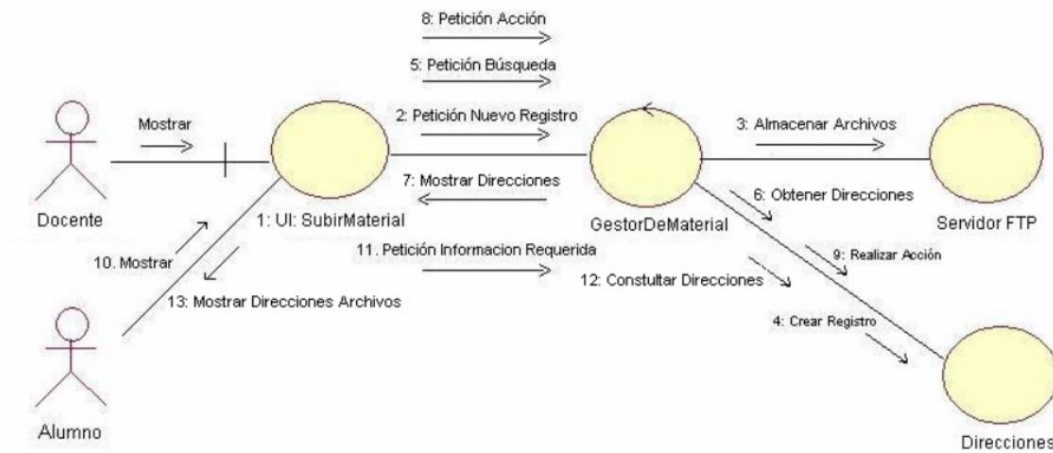 8: Petición Acción
5: Petición Búsqueda
Mostrar
2: Petición Nuevo Registro
3: Almacenar Archivos
7: Mostrar Direcciones
6: Obtener Direcciones
Docente
1: UI: SubirMaterial
GestorDeMaterial
Servidor FTP
10. Mostrar
11. Petición Informacion Requerida
9: Realizar Acción
12: Constultar Direcciones
13: Mostrar Direcciones Archivos
4: Crear Registro
Alumno
Direcciones